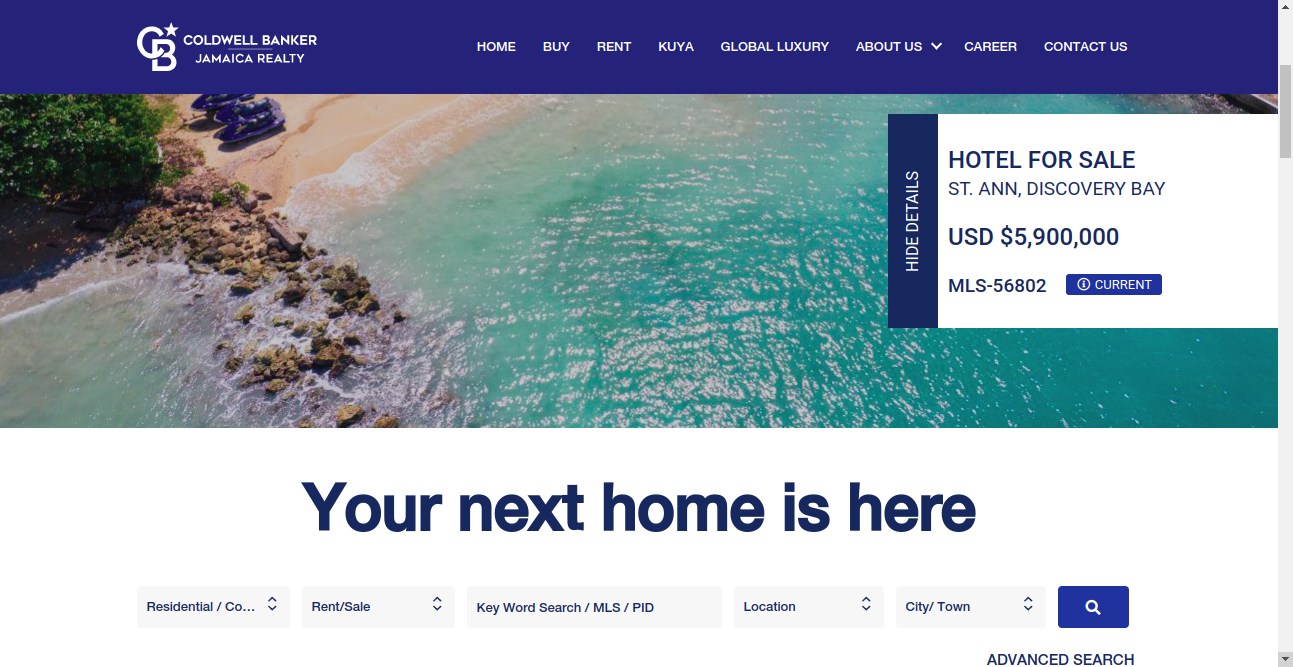 COLDWELL BANKER
JAMAICA REALTY
HOME
BUY
RENT
KUYA
GLOBAL LUXURY
ABOUT US
CAREER
CONTACT US
HIDE DETAILS
HOTEL FOR SALE
ST. ANN, DISCOVERY BAY
USD $5,900,000
MLS-56802
CURRENT
Your next home is here
Residential / Co...
Rent/Sale
Key Word Search / MLS / PID
Location
City/ Town
ADVANCED SEARCH